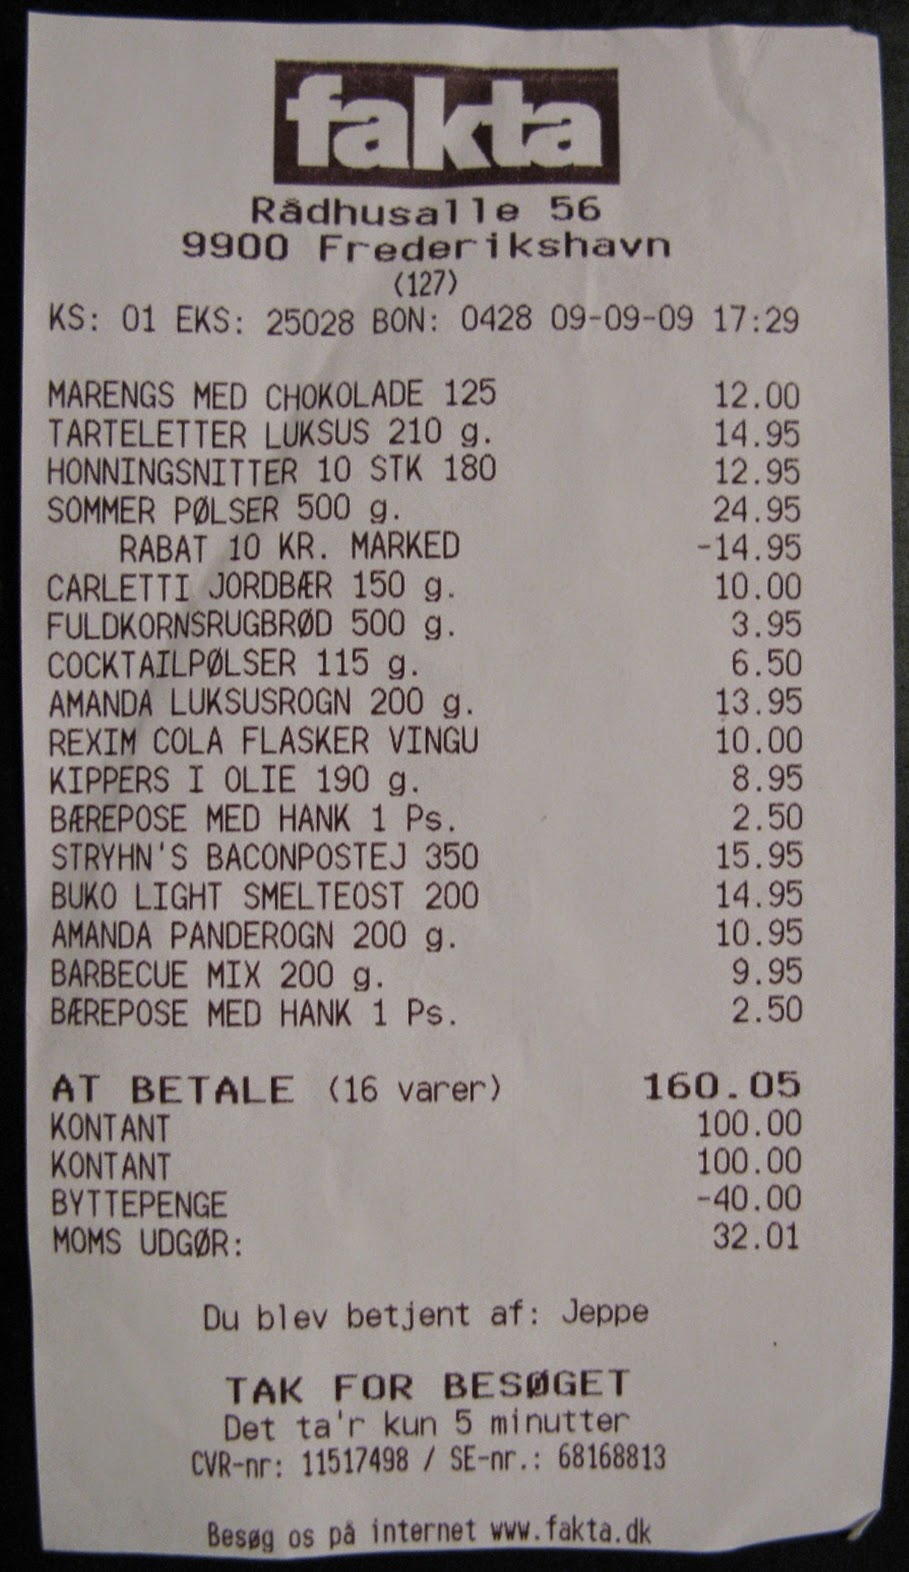 fakta
Rådhusalle 56
9900 Frederikshavn
(127)
KS: 01 EKS: 25028 BON: 0428 09-09-09 17:29
MARENGS MED CHOKOLADE 125 12.00
TARTELETTER LUKSUS 210 g. 14.95
HONNINGSNITTER 10 STK 180 12.95
SOMMER PØLSER 500 g. 24.95
RABAT 10 KR. MARKED -14.95
CARLETTI JORDBÆR 150 g. 10.00
FULDKORNSRUGBRØD 500 g. 3.95
COCKTAILPØLSER 115 g. 6.50
AMANDA LUKSUSROGN 200 g. 13.95
REXIM COLA FLASKER VINGU 10.00
KIPPERS I OLIE 190 g. 8.95
BÆREPOSE MED HANK 1 Ps. 2.50
STRYHN'S BACONPOSTEJ 350 15.95
BUKO LIGHT SMELTEOST 200 14.95
AMANDA PANDEROGN 200 g. 10.95
BARBECUE MIX 200 g. 9.95
BÆREPOSE MED HANK 1 Ps. 2.50
AT BETALE (16 varer) 160.05
KONTANT 100.00
KONTANT 100.00
BYTTEPENGE -40.00
MOMS UDGØR: 32.01
Du blev betjent af: Jeppe
TAK FOR BESØGET
Det ta'r kun 5 minutter
CVR-nr: 11517498 / SE-nr.: 68168813
Besøg os på internet www.fakta.dk